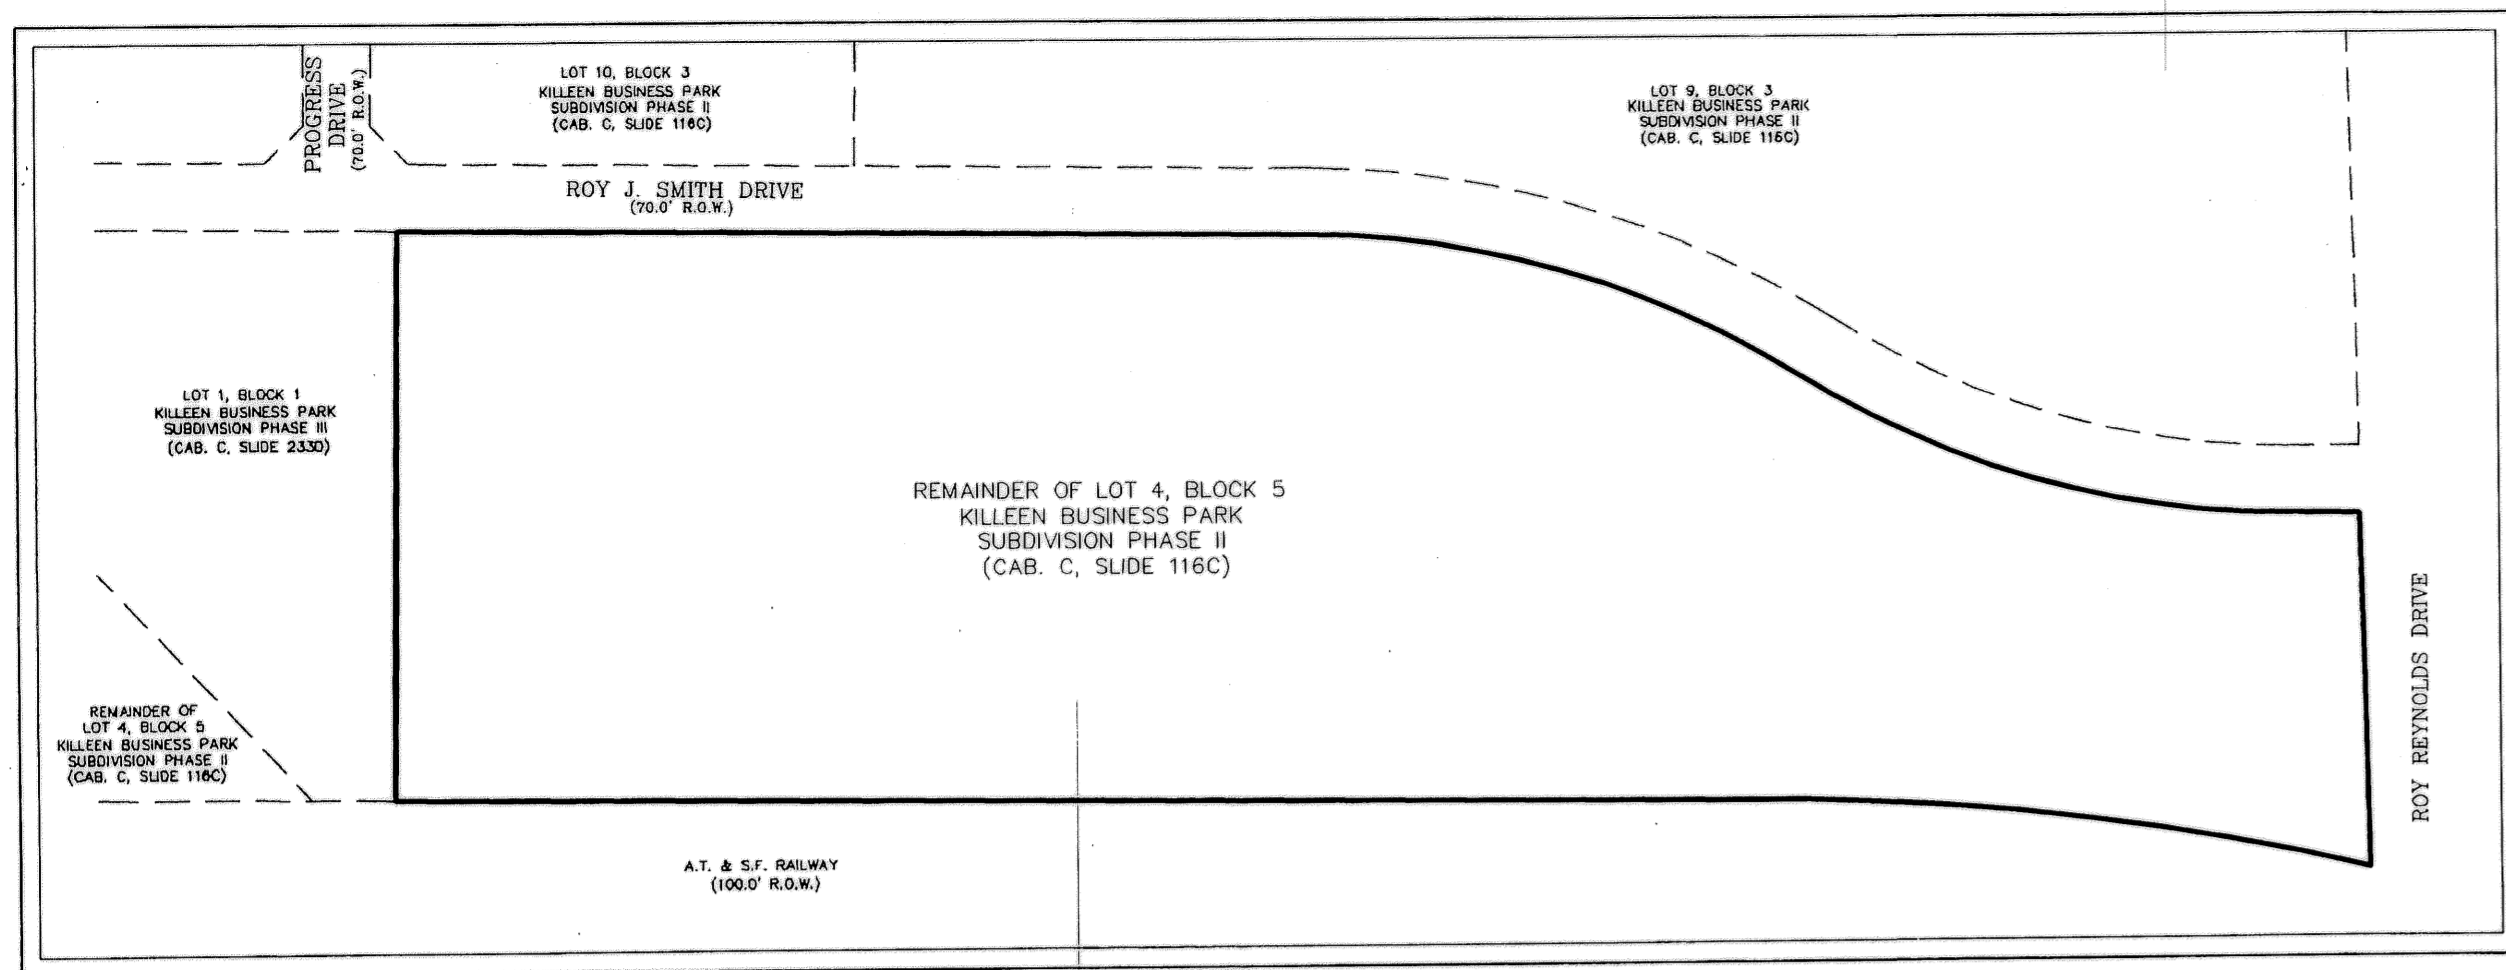 PROGRESS
DRIVE
(70.0' R.O.W.)
LOT 10, BLOCK 3
KILLEEN BUSINESS PARK
SUBDIVISION PHASE II
(CAB. C, SLIDE 116C)
LOT 9, BLOCK 3
KILLEEN BUSINESS PARK
SUBDIVISION PHASE II
(CAB. C, SLIDE 116C)
ROY J. SMITH DRIVE
(70.0' R.O.W.)
LOT 1, BLOCK 1
KILLEEN BUSINESS PARK
SUBDIVISION PHASE III
(CAB. C, SLIDE 233D)
REMAINDER OF LOT 4, BLOCK 5
KILLEEN BUSINESS PARK
SUBDIVISION PHASE II
(CAB. C, SLIDE 116C)
ROY REYNOLDS DRIVE
REMAINDER OF
LOT 4, BLOCK 5
KILLEEN BUSINESS PARK
SUBDIVISION PHASE II
(CAB. C, SLIDE 116C)
A.T. & S.F. RAILWAY
(100.0' R.O.W.)